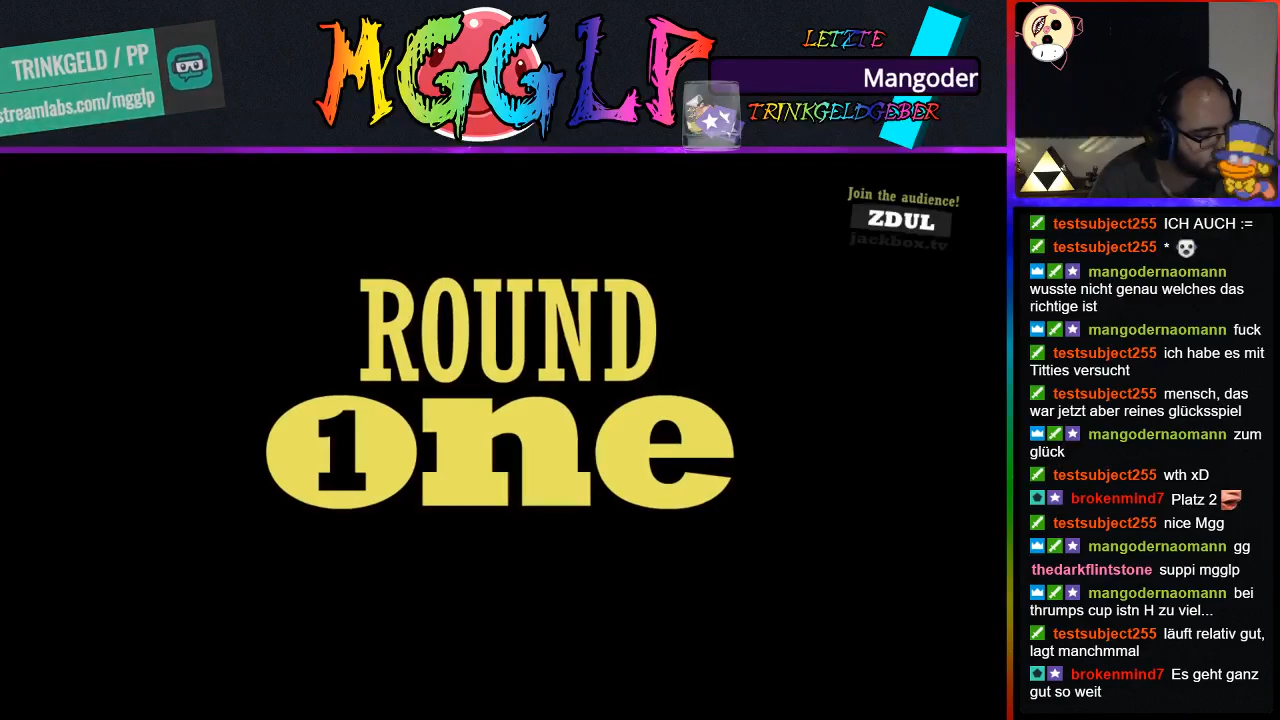 TRINKGELD / PP
streamlabs.com/mgglp
MGGLP
LETZTE
Mangoder
TRINKGELDGEBER
Join the audience!
ZDUL
jackbox.tv
ROUND
1
one
testsubject255 ICH AUCH :=
testsubject255 *
mangodernaomann
wusste nicht genau welches das
richtige ist
mangodernaomann fuck
testsubject255 ich habe es mit
Titties versucht
testsubject255 mensch, das
war jetzt aber reines glücksspiel
mangodernaomann zum
glück
testsubject255 wth xD
brokenmind7 Platz 2
testsubject255 nice Mgg
mangodernaomann gg
thedarkflintstone suppi mgglp
mangodernaomann bei
thrumps cup istn H zu viel...
testsubject255 läuft relativ gut,
lagt manchmmal
brokenmind7 Es geht ganz
gut so weit